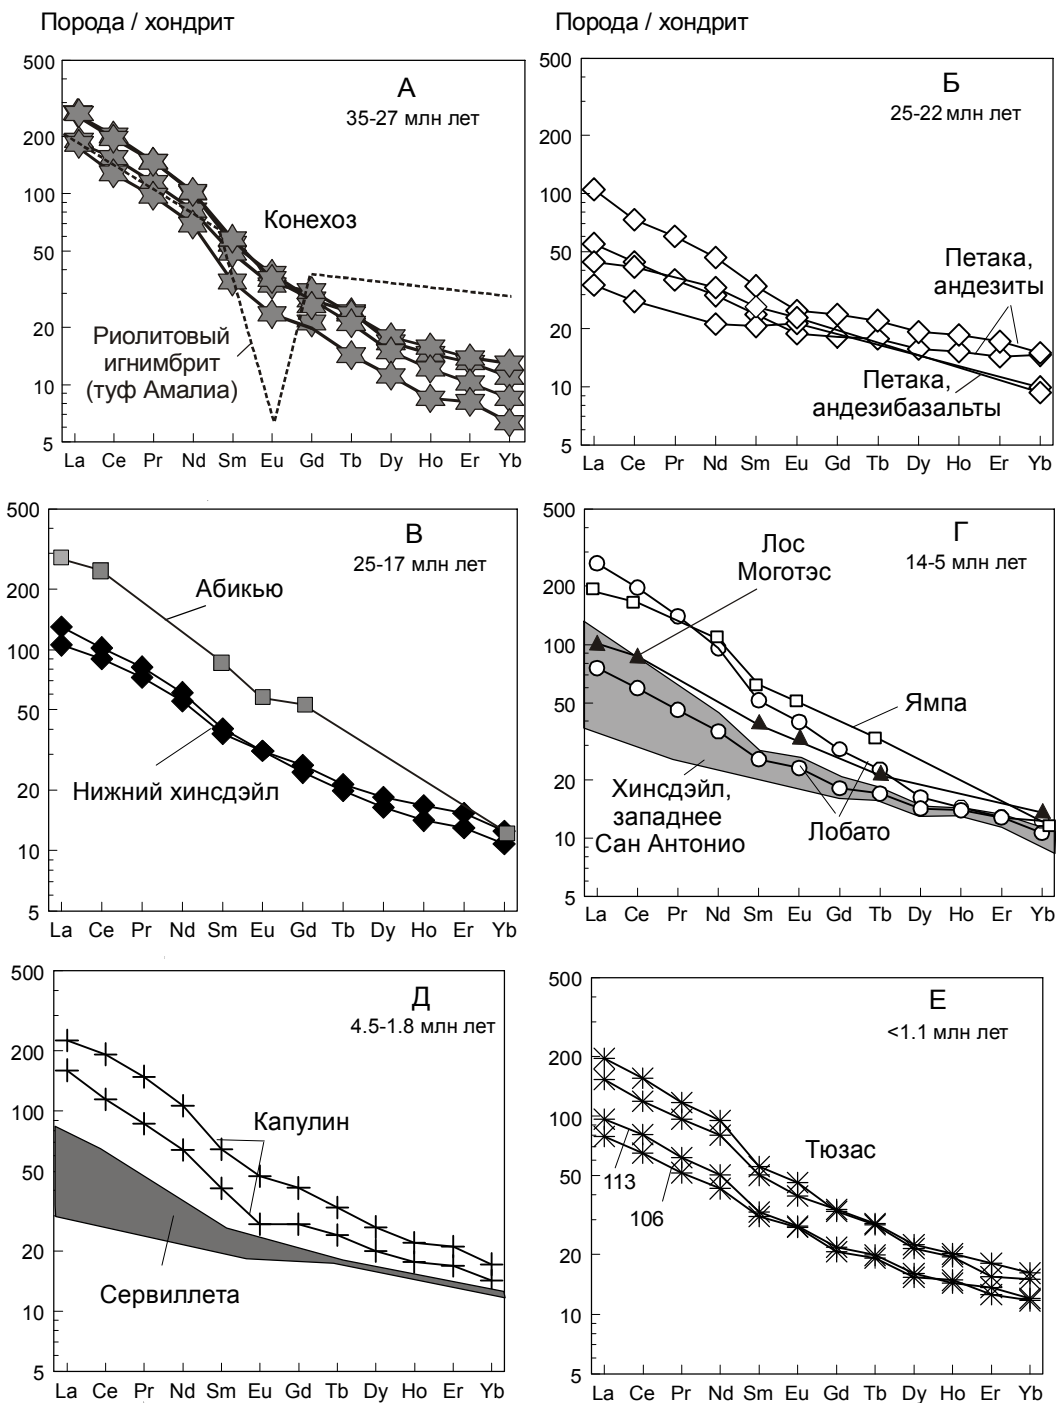 Порода / хондрит
Порода / хондрит
500
200
100
50
20
10
5
А
35-27 млн лет
Конехоз
Риолитовый
игнимбрит
(туф Амалиа)
La Ce Pr Nd Sm Eu Gd Tb Dy Ho Er Yb
500
200
100
50
20
10
5
Б
25-22 млн лет
Петака,
андезиты
Петака,
андезибазальты
La Ce Pr Nd Sm Eu Gd Tb Dy Ho Er Yb
500
200
100
50
20
10
5
В
25-17 млн лет
Абикью
Нижний хинсдэйл
La Ce Pr Nd Sm Eu Gd Tb Dy Ho Er Yb
500
200
100
50
20
10
5
Г
14-5 млн лет
Лос
Моготэс
Ямпа
Хинсдэйл,
западнее
Сан Антонио
Лобато
La Ce Pr Nd Sm Eu Gd Tb Dy Ho Er Yb
500
200
100
50
20
10
5
Д
4.5-1.8 млн лет
Капулин
Сервиллета
La Ce Pr Nd Sm Eu Gd Tb Dy Ho Er Yb
500
200
100
50
20
10
5
Е
<1.1 млн лет
Тюзас
113
106
La Ce Pr Nd Sm Eu Gd Tb Dy Ho Er Yb